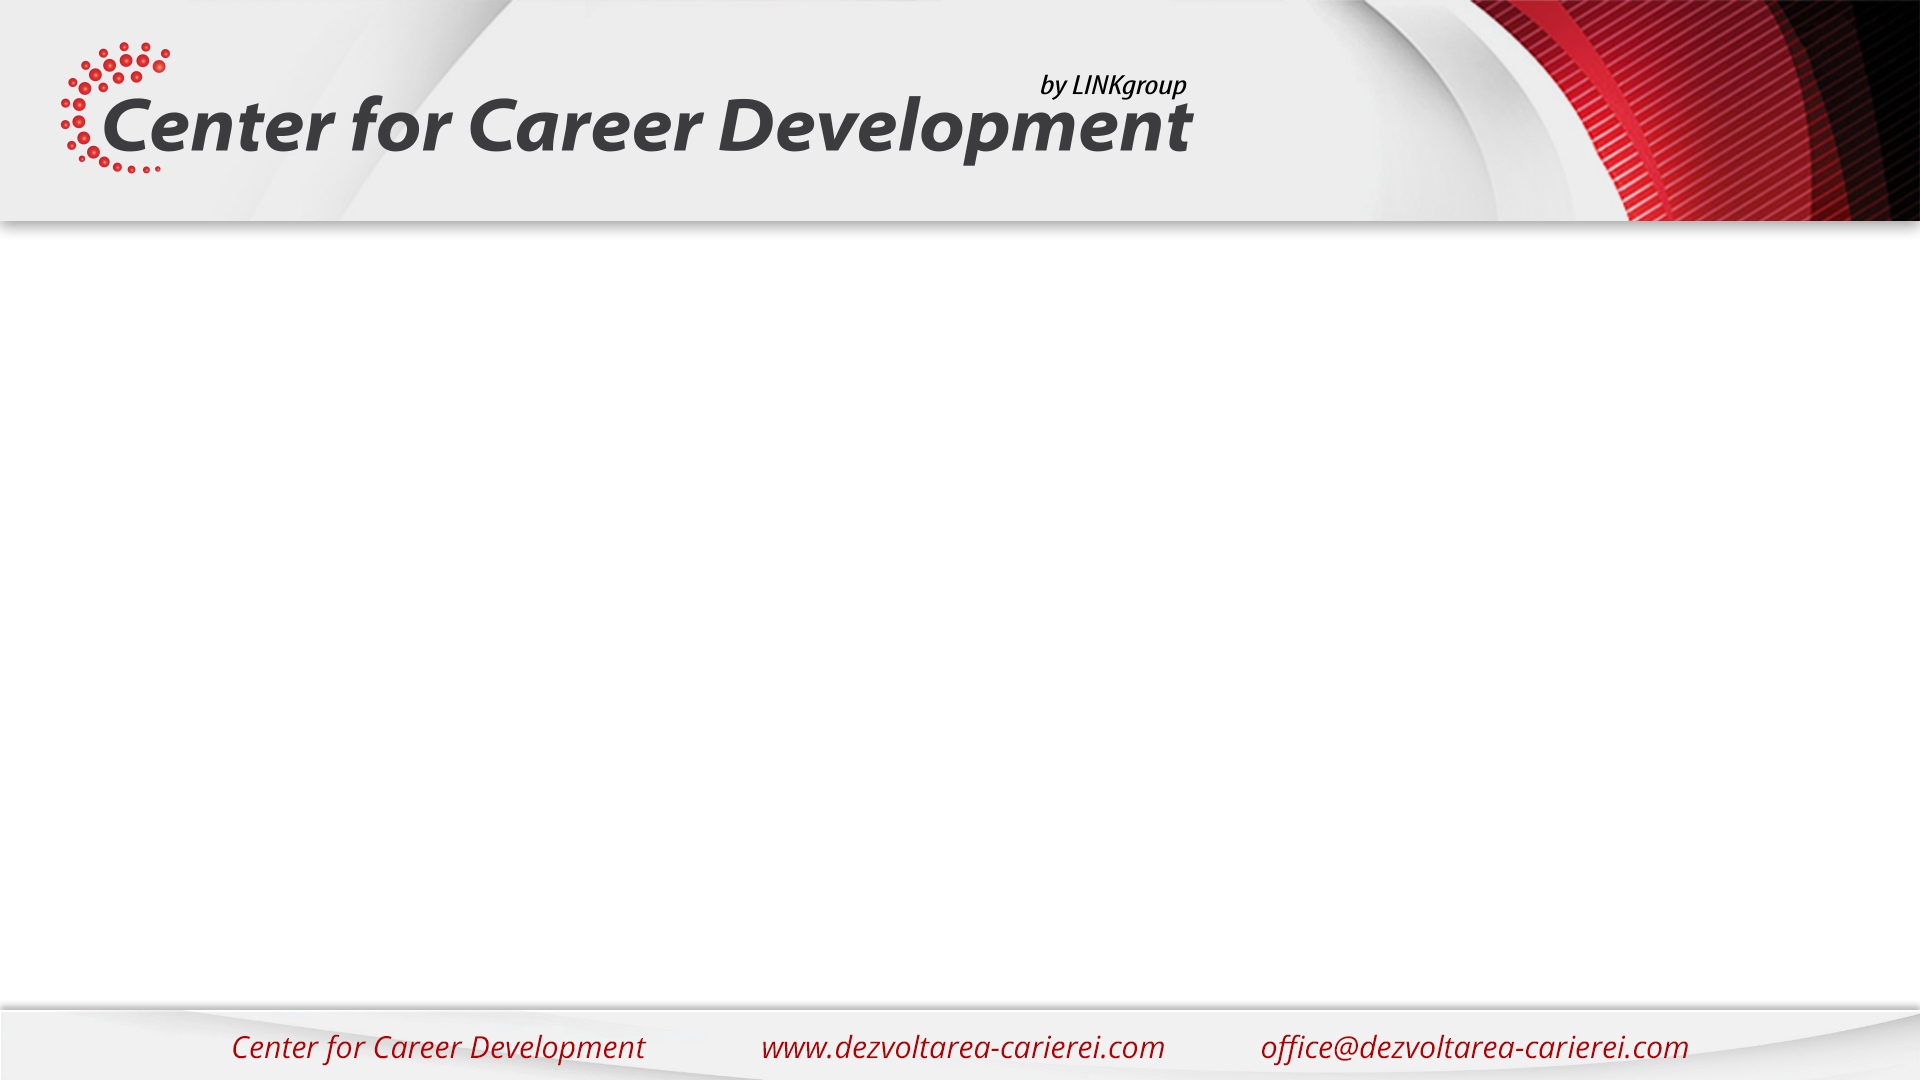 by LINKgroup
Center for Career Development
Center for Career Development www.dezvoltarea-carierei.com office@dezvoltarea-carierei.com